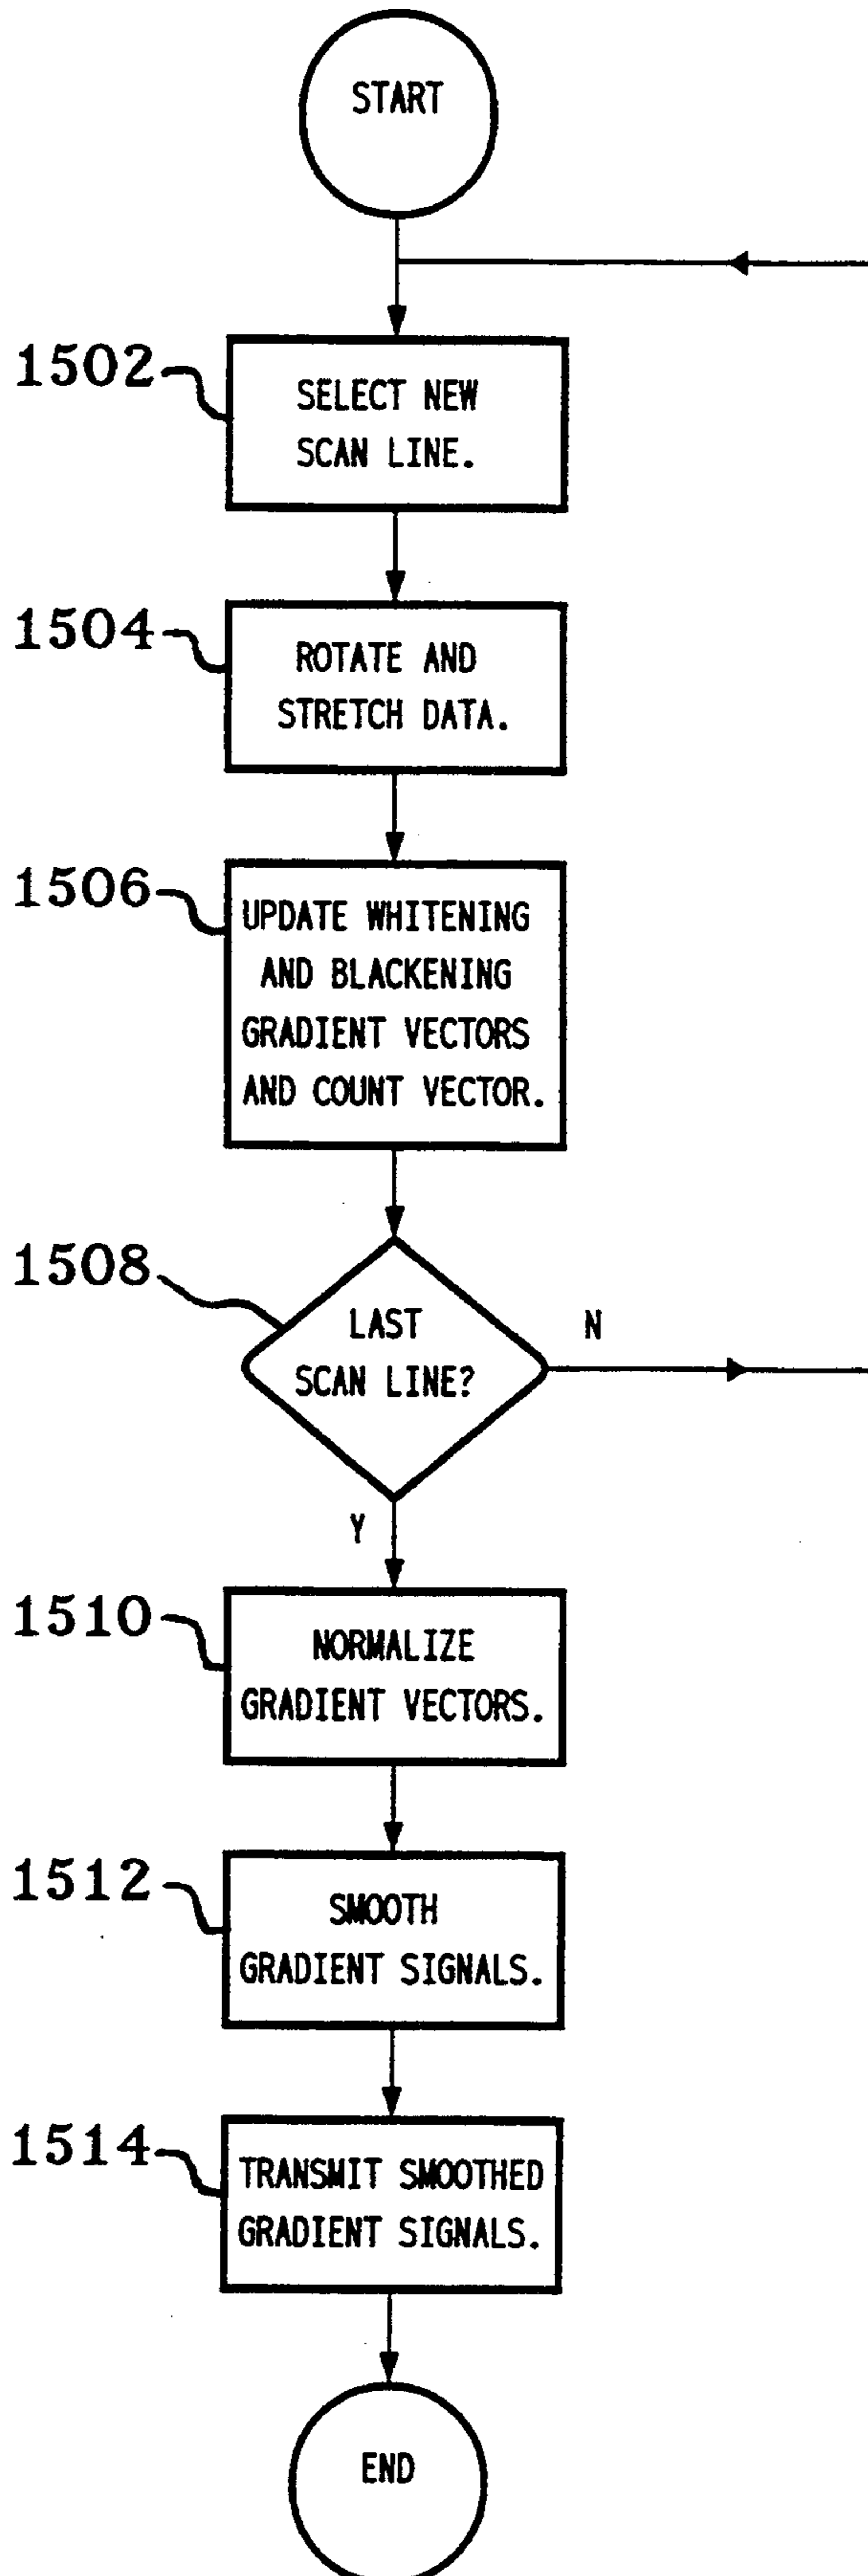 START
1502
SELECT NEW
SCAN LINE.
1504
ROTATE AND
STRETCH DATA.
1506
UPDATE WHITENING
AND BLACKENING
GRADIENT VECTORS
AND COUNT VECTOR.
1508
LAST
SCAN LINE?
N
Y
1510
NORMALIZE
GRADIENT VECTORS.
1512
SMOOTH
GRADIENT SIGNALS.
1514
TRANSMIT SMOOTHED
GRADIENT SIGNALS.
END